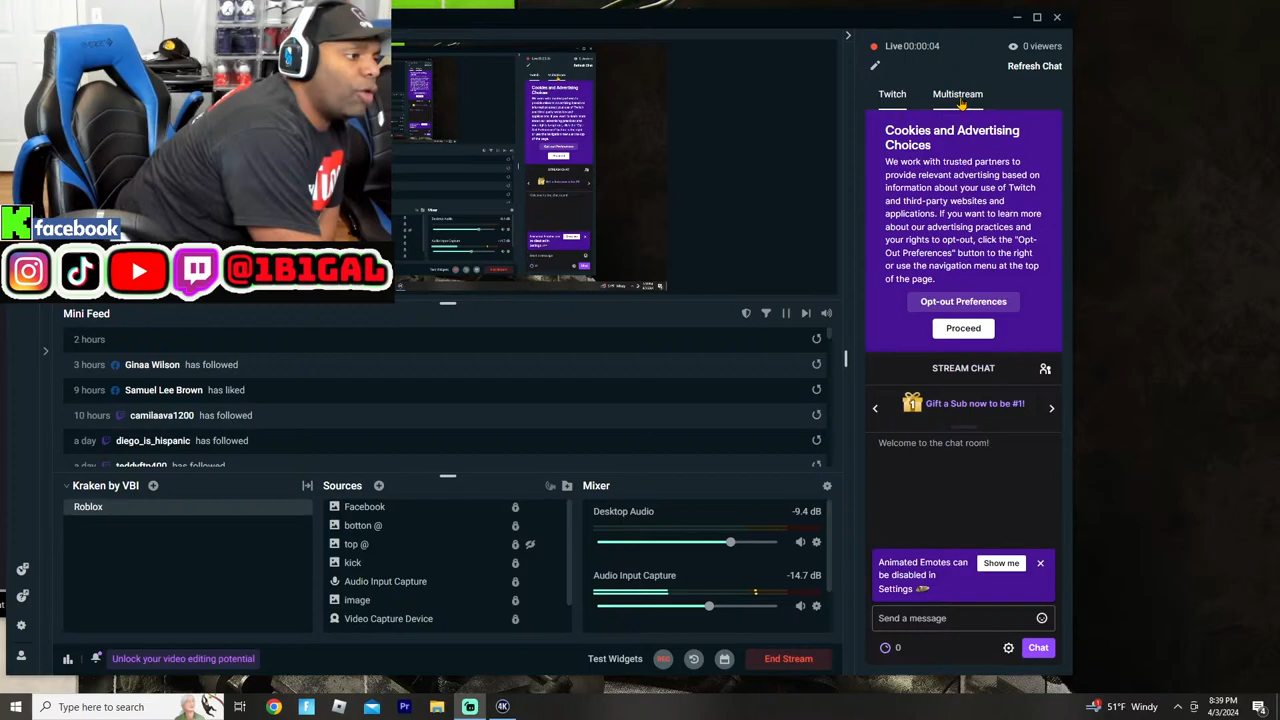 facebook
@1B1GAL
Live 00:00:04
0 viewers
Refresh Chat
Twitch
Multistream
Cookies and Advertising
Choices
We work with trusted partners to
provide relevant advertising based on
information about your use of Twitch
and third-party websites and
applications. If you want to learn more
about our advertising practices and
your rights to opt-out, click the "Opt-
Out Preferences" button to the right
or use the navigation menu at the top
of the page.
Opt-out Preferences
Proceed
STREAM CHAT
1
Gift a Sub now to be #1!
Welcome to the chat room!
Animated Emotes can
be disabled in
Settings
Show me
Send a message
0
Chat
Mini Feed
2 hours
3 hours Ginaa Wilson has followed
9 hours Samuel Lee Brown has liked
10 hours camilaava1200 has followed
a day diego_is_hispanic has followed
a day teddyftp400 has followed
Kraken by VBI
Roblox
Sources
Facebook
botton @
top @
kick
Audio Input Capture
image
Video Capture Device
Mixer
Desktop Audio
-9.4 dB
Audio Input Capture
-14.7 dB
Unlock your video editing potential
Test Widgets
REC
End Stream
Type here to search
Pr
4K
51°F Windy
8:39 PM
4/3/2024